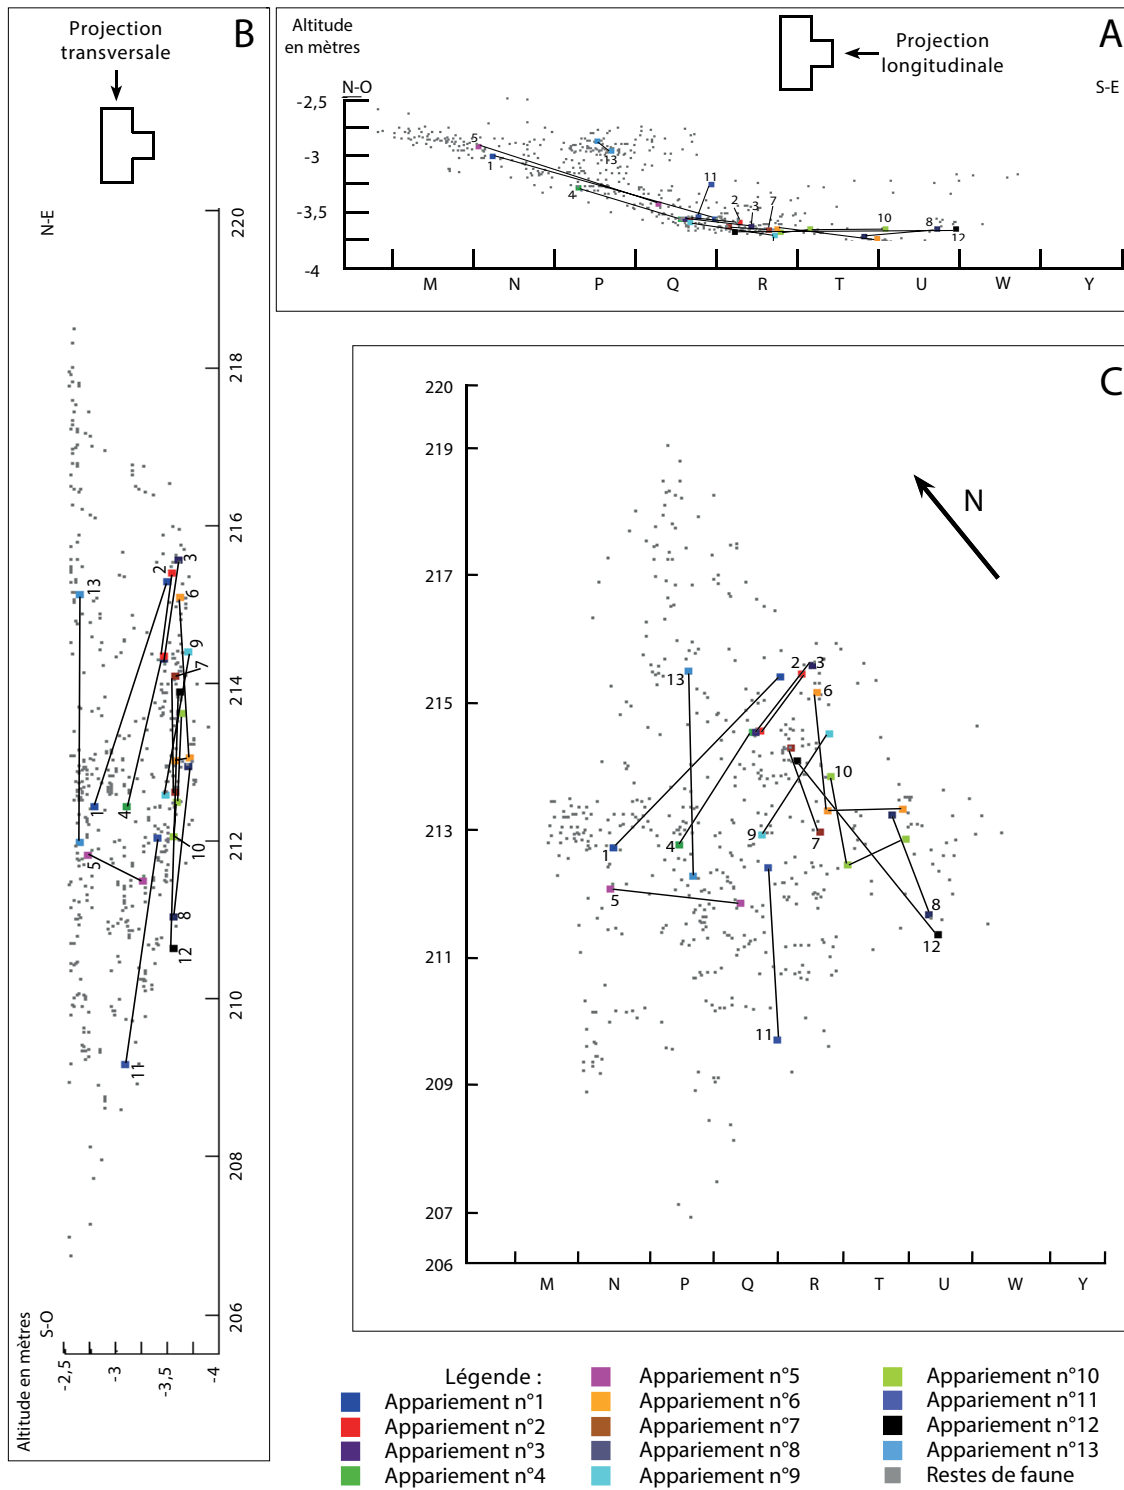 Projection
transversale
B
N-E
220
218
216
214
212
210
208
206
13
2
3
6
9
7
1
4
5
10
8
12
11
S-O
Altitude en mètres
-2,5
-3
-3,5
-4
Altitude
en mètres
Projection
longitudinale
A
N-O
S-E
-2,5
-3
-3,5
-4
5
1
13
4
11
2
3
7
1
10
8
12
M N P Q R T U W Y
C
N
220
219
217
215
213
211
209
207
206
13
2
3
6
10
1
4
9
7
5
8
12
11
M N P Q R T U W Y
Légende :
Appariement n°1
Appariement n°2
Appariement n°3
Appariement n°4
Appariement n°5
Appariement n°6
Appariement n°7
Appariement n°8
Appariement n°9
Appariement n°10
Appariement n°11
Appariement n°12
Appariement n°13
Restes de faune